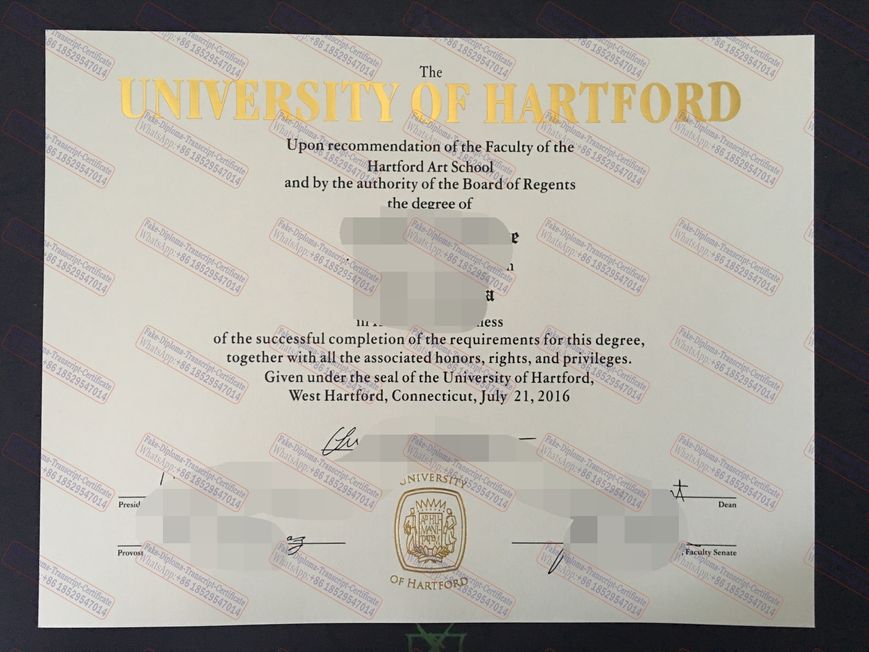 The
UNIVERSITY OF HARTFORD
Upon recommendation of the Faculty of the
Hartford Art School
and by the authority of the Board of Regents
the degree of
of the successful completion of the requirements for this degree,
together with all the associated honors, rights, and privileges.
Given under the seal of the University of Hartford,
West Hartford, Connecticut, July 21, 2016
UNIVERSITY
OF HARTFORD
Dean
Provost
, Faculty Senate
Fake-Diploma-Transcript-Certificate
WhatsApp:+86 18529547014